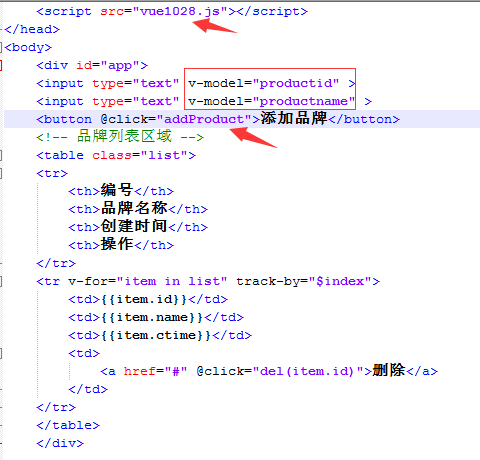 <script src="vue1028.js"></script>
</head>
<body>
<div id="app">
<input type="text" v-model="productid" >
<input type="text" v-model="productname" >
<button @click="addProduct">添加品牌</button>
<!-- 品牌列表区域 -->
<table class="list">
<tr>
<th>编号</th>
<th>品牌名称</th>
<th>创建时间</th>
<th>操作</th>
</tr>
<tr v-for="item in list" track-by="$index">
<td>{{item.id}}</td>
<td>{{item.name}}</td>
<td>{{item.ctime}}</td>
<td>
<a href="#" @click="del(item.id)">删除</a>
</td>
</tr>
</table>
</div>